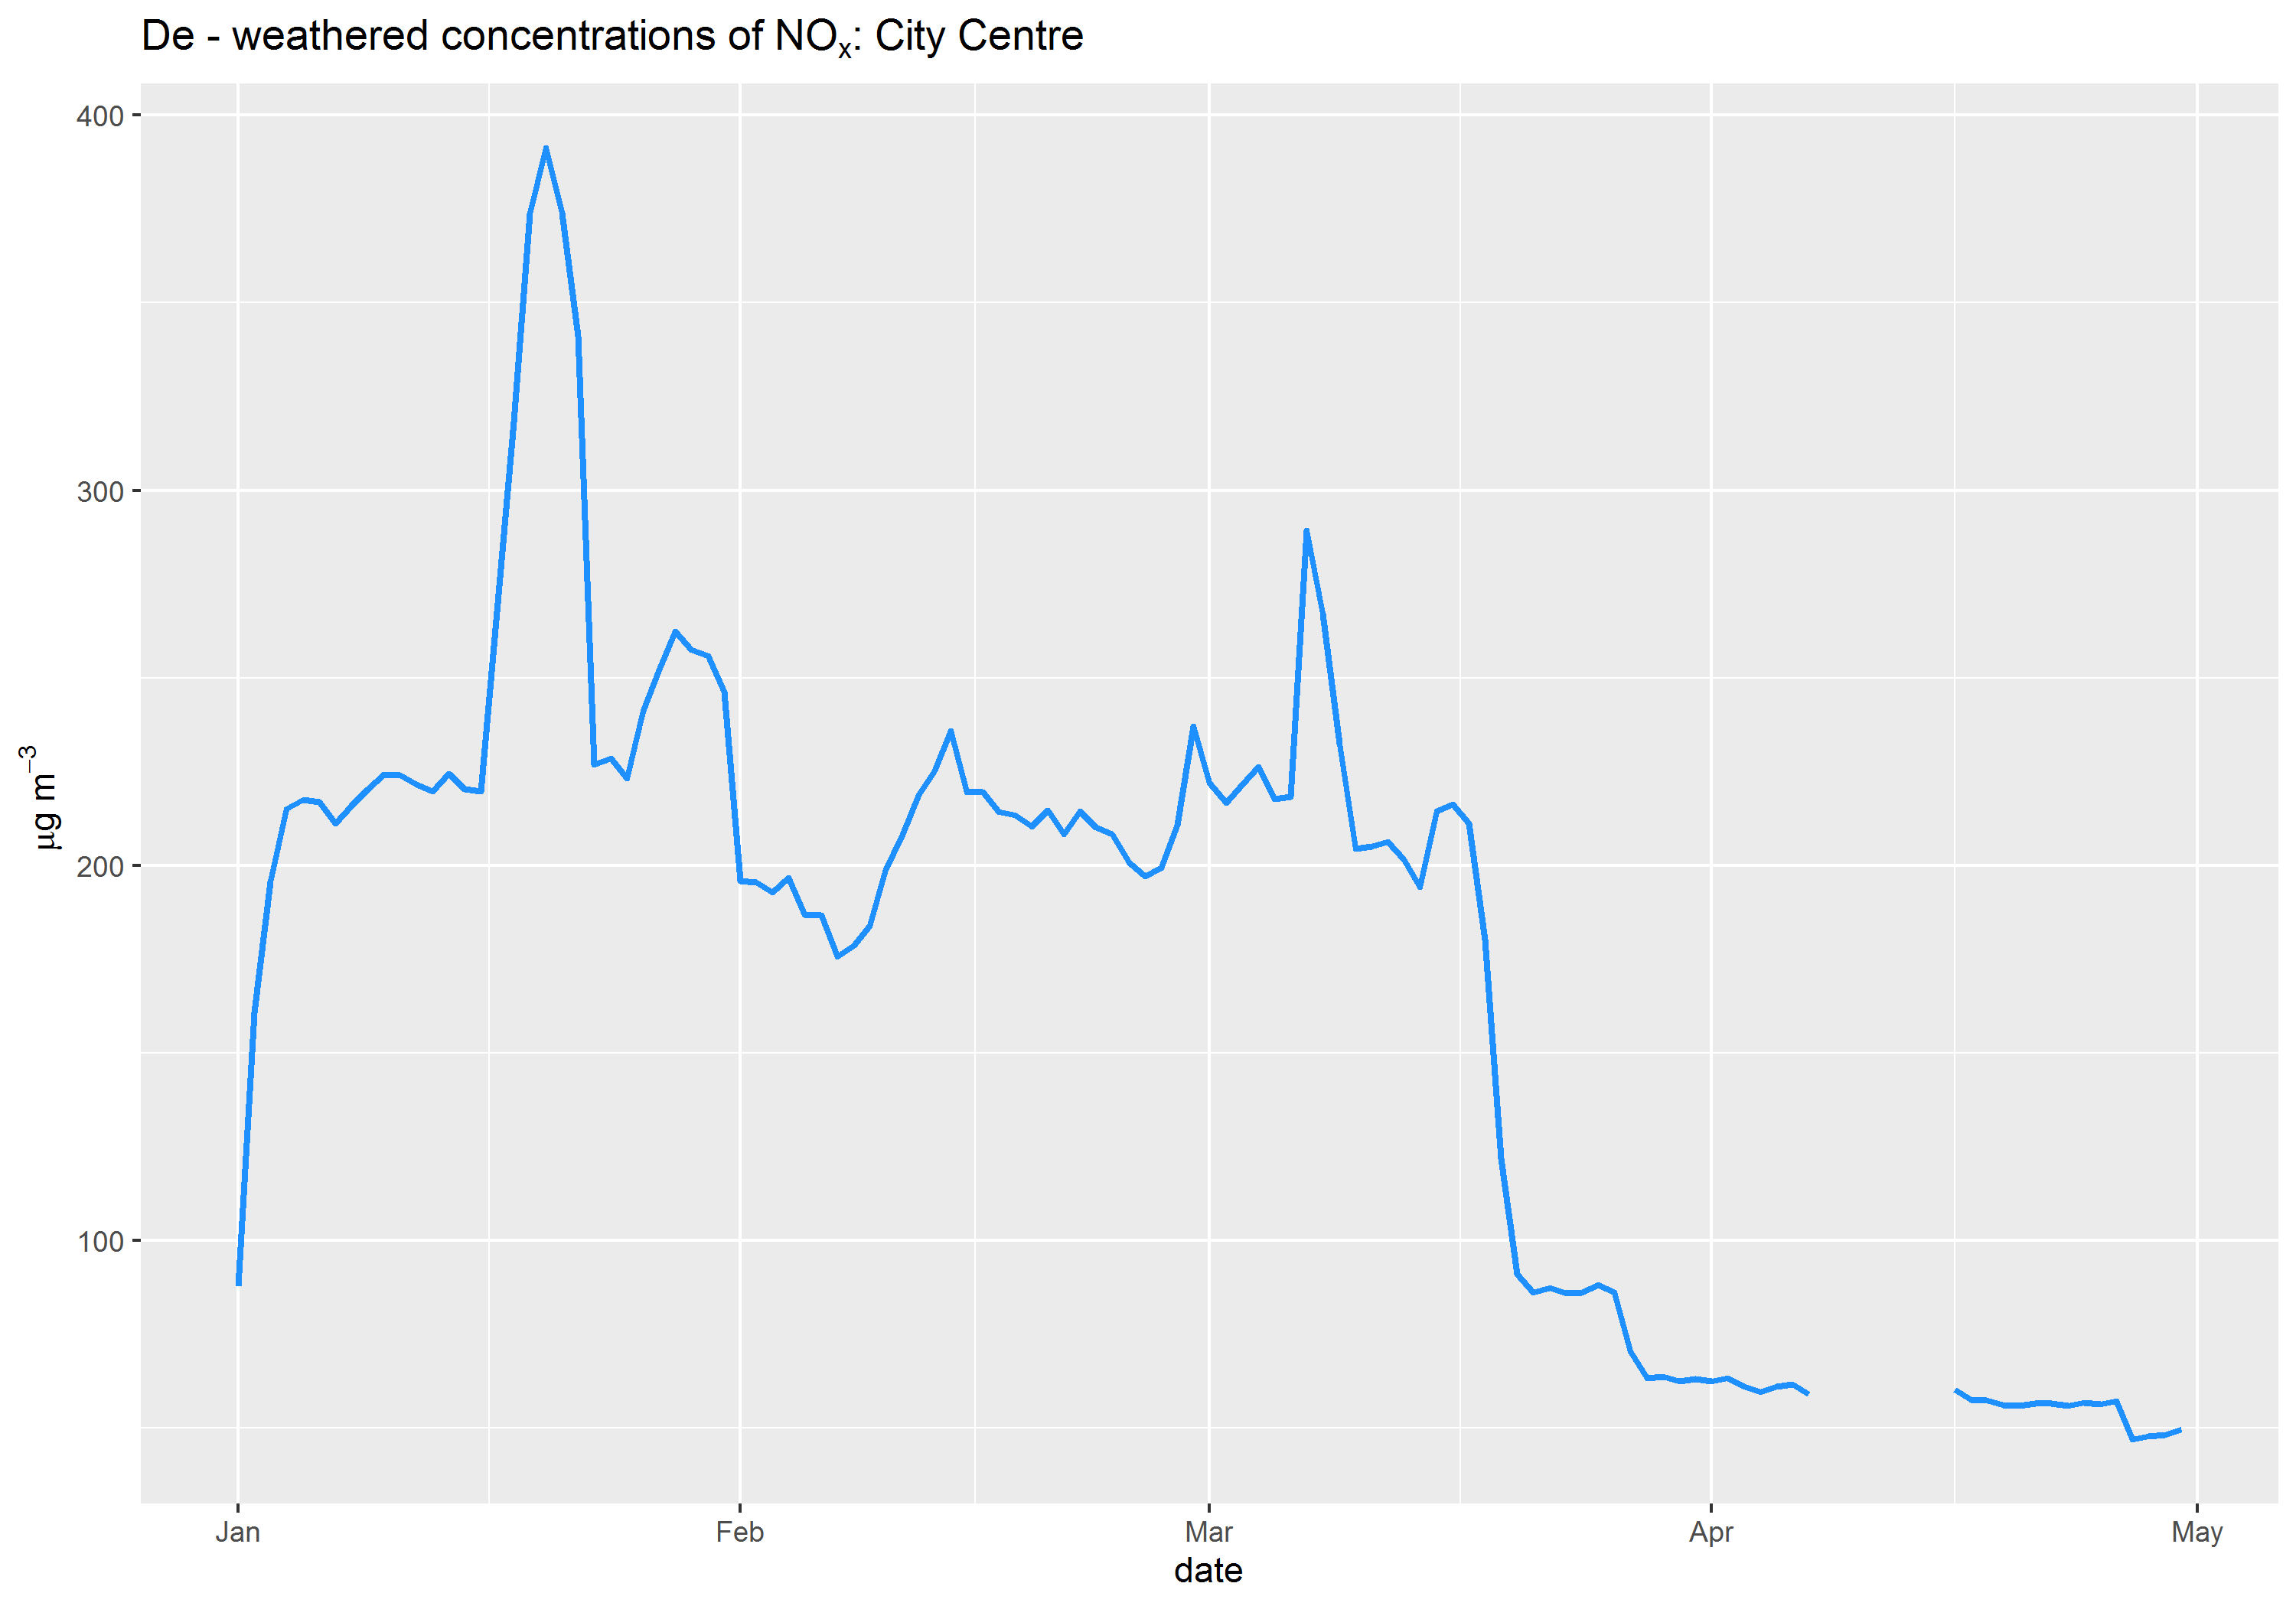 De - weathered concentrations of NOₓ: City Centre
400
300
200
100
µg m⁻³
Jan Feb Mar Apr May
date